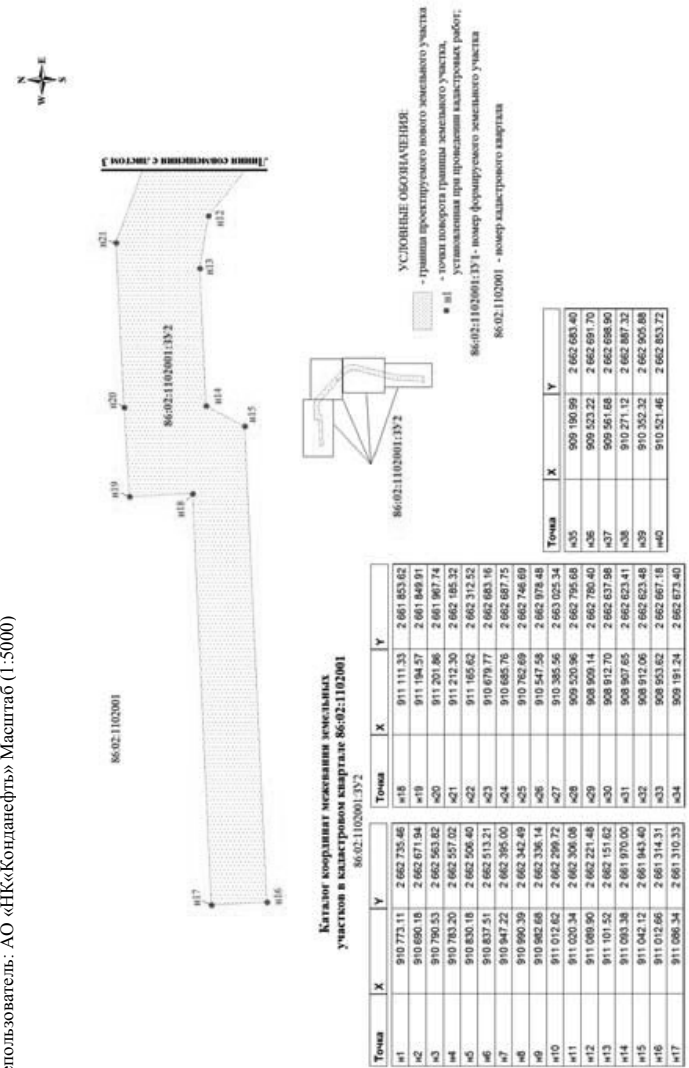 епользователь: АО «НК«Конданефть» Масштаб (1:5000)
N
W E
S
86:02:1102001
н17
н16
н19
н18
н20
86:02:1102001:ЗУ2
н14
н15
н21
н13
н12
Линия совмещения с листом 3
86:02:1102001:ЗУ2
УСЛОВНЫЕ ОБОЗНАЧЕНИЯ:
- граница проектируемого нового земельного участка
н1 - точки поворота границы земельного участка,
установленная при проведении кадастровых работ;
86:02:1102001:ЗУ1- номер формируемого земельного участка
86:02:1102001 - номер кадастрового квартала
Каталог координат межевания земельных
участков в кадастровом квартале 86:02:1102001
86:02:1102001:ЗУ2
Точка X Y
н1 910 773.11 2 662 735.46
н2 910 690.18 2 662 671.94
н3 910 790.53 2 662 563.82
н4 910 783.20 2 662 557.02
н5 910 830.18 2 662 506.40
н6 910 837.51 2 662 513.21
н7 910 947.22 2 662 395.00
н8 910 990.39 2 662 342.49
н9 910 982.68 2 662 336.14
н10 911 012.62 2 662 299.72
н11 911 020.34 2 662 306.08
н12 911 089.90 2 662 221.48
н13 911 101.52 2 662 151.62
н14 911 093.38 2 661 970.00
н15 911 042.12 2 661 943.40
н16 911 012.66 2 661 314.31
н17 911 086.34 2 661 310.33
Точка X Y
н18 911 111.33 2 661 853.62
н19 911 194.57 2 661 849.91
н20 911 201.86 2 661 967.74
н21 911 212.30 2 662 185.32
н22 911 165.62 2 662 312.52
н23 910 679.77 2 662 683.16
н24 910 685.76 2 662 687.75
н25 910 762.69 2 662 746.69
н26 910 547.58 2 662 978.48
н27 910 385.56 2 663 025.34
н28 909 520.96 2 662 795.68
н29 908 909.14 2 662 780.40
н30 908 912.70 2 662 637.98
н31 908 907.65 2 662 623.41
н32 908 912.06 2 662 623.48
н33 908 953.62 2 662 667.18
н34 909 191.24 2 662 673.40
Точка X Y
н35 909 190.99 2 662 683.40
н36 909 523.22 2 662 691.70
н37 909 561.68 2 662 698.90
н38 910 271.12 2 662 887.32
н39 910 352.32 2 662 905.88
н40 910 521.46 2 662 853.72